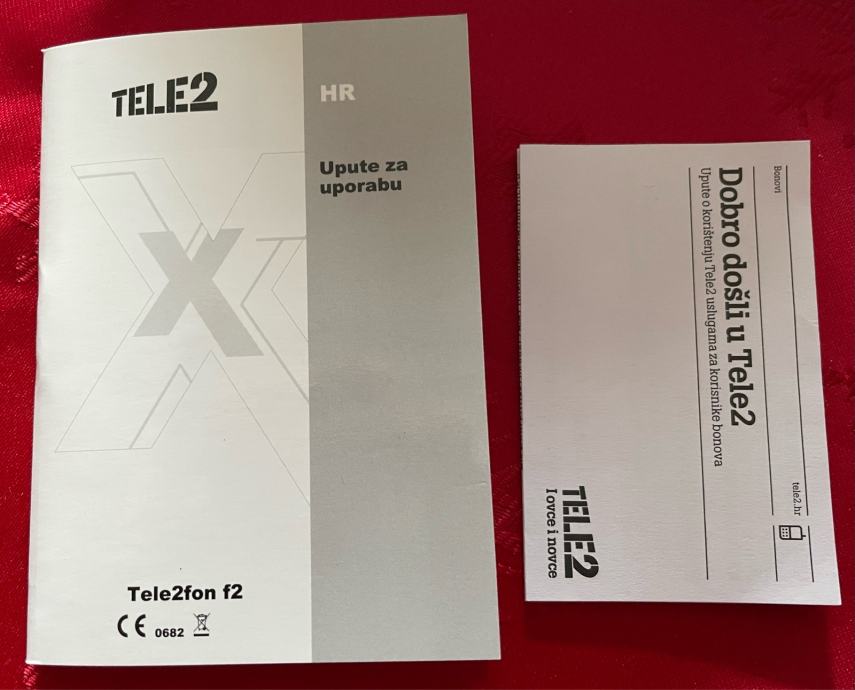 TELE2
HR
Upute za
uporabu
X
Tele2fon f2
CE 0682
Bonovi
Dobro došli u Tele2
Upute o korištenju Tele2 uslugama za korisnike bonova
tele2.hr
TELE2
I ovce i novce